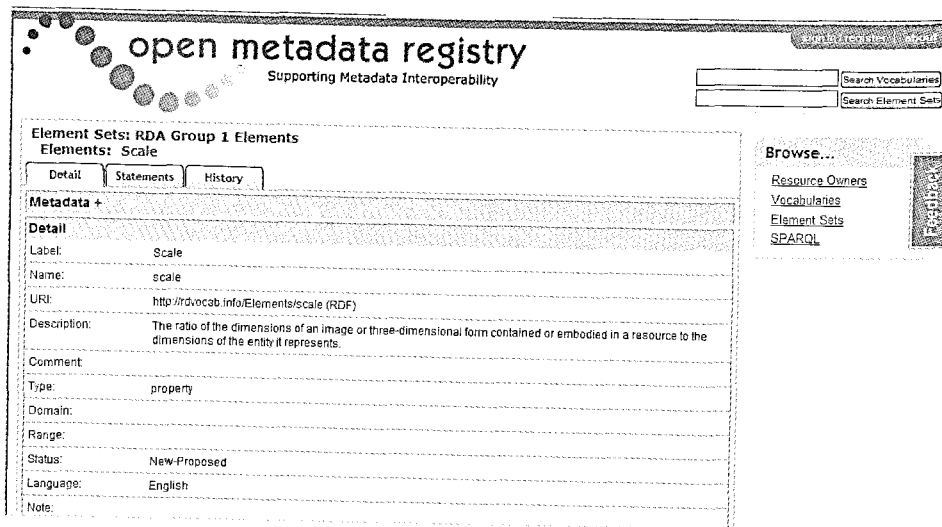 open metadata registry
Supporting Metadata Interoperability
Search Vocabularies
Search Element Sets
Element Sets: RDA Group 1 Elements
Elements: Scale
Detail
Statements
History
Metadata +
Detail
Label: Scale
Name: scale
URI: http://rdvocab.info/Elements/scale (RDF)
Description: The ratio of the dimensions of an image or three-dimensional form contained or embodied in a resource to the
dimensions of the entity it represents.
Comment:
Type: property
Domain:
Range:
Status: New-Proposed
Language: English
Note:
Browse...
Resource Owners
Vocabularies
Element Sets
SPARQL
Feedback